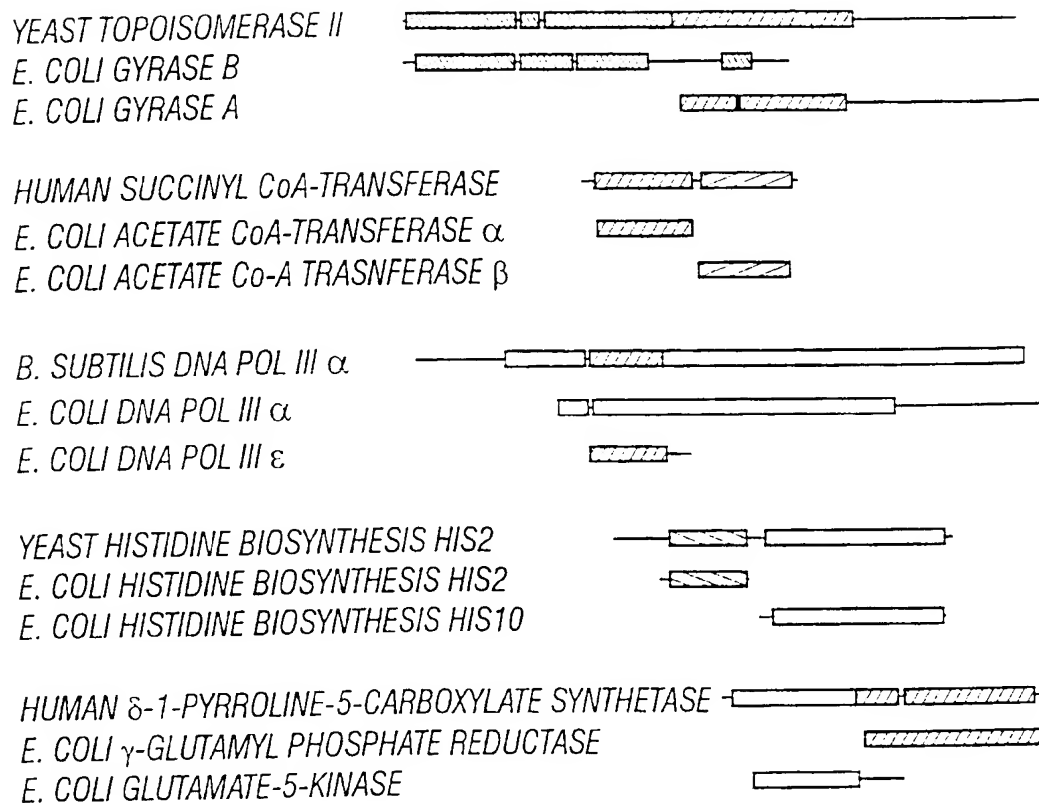 YEAST TOPOISOMERASE II
E. COLI GYRASE B
E. COLI GYRASE A
HUMAN SUCCINYL CoA-TRANSFERASE
E. COLI ACETATE CoA-TRANSFERASE α
E. COLI ACETATE Co-A TRASNFERASE β
B. SUBTILIS DNA POL III α
E. COLI DNA POL III α
E. COLI DNA POL III ε
YEAST HISTIDINE BIOSYNTHESIS HIS2
E. COLI HISTIDINE BIOSYNTHESIS HIS2
E. COLI HISTIDINE BIOSYNTHESIS HIS10
HUMAN δ-1-PYRROLINE-5-CARBOXYLATE SYNTHETASE
E. COLI γ-GLUTAMYL PHOSPHATE REDUCTASE
E. COLI GLUTAMATE-5-KINASE